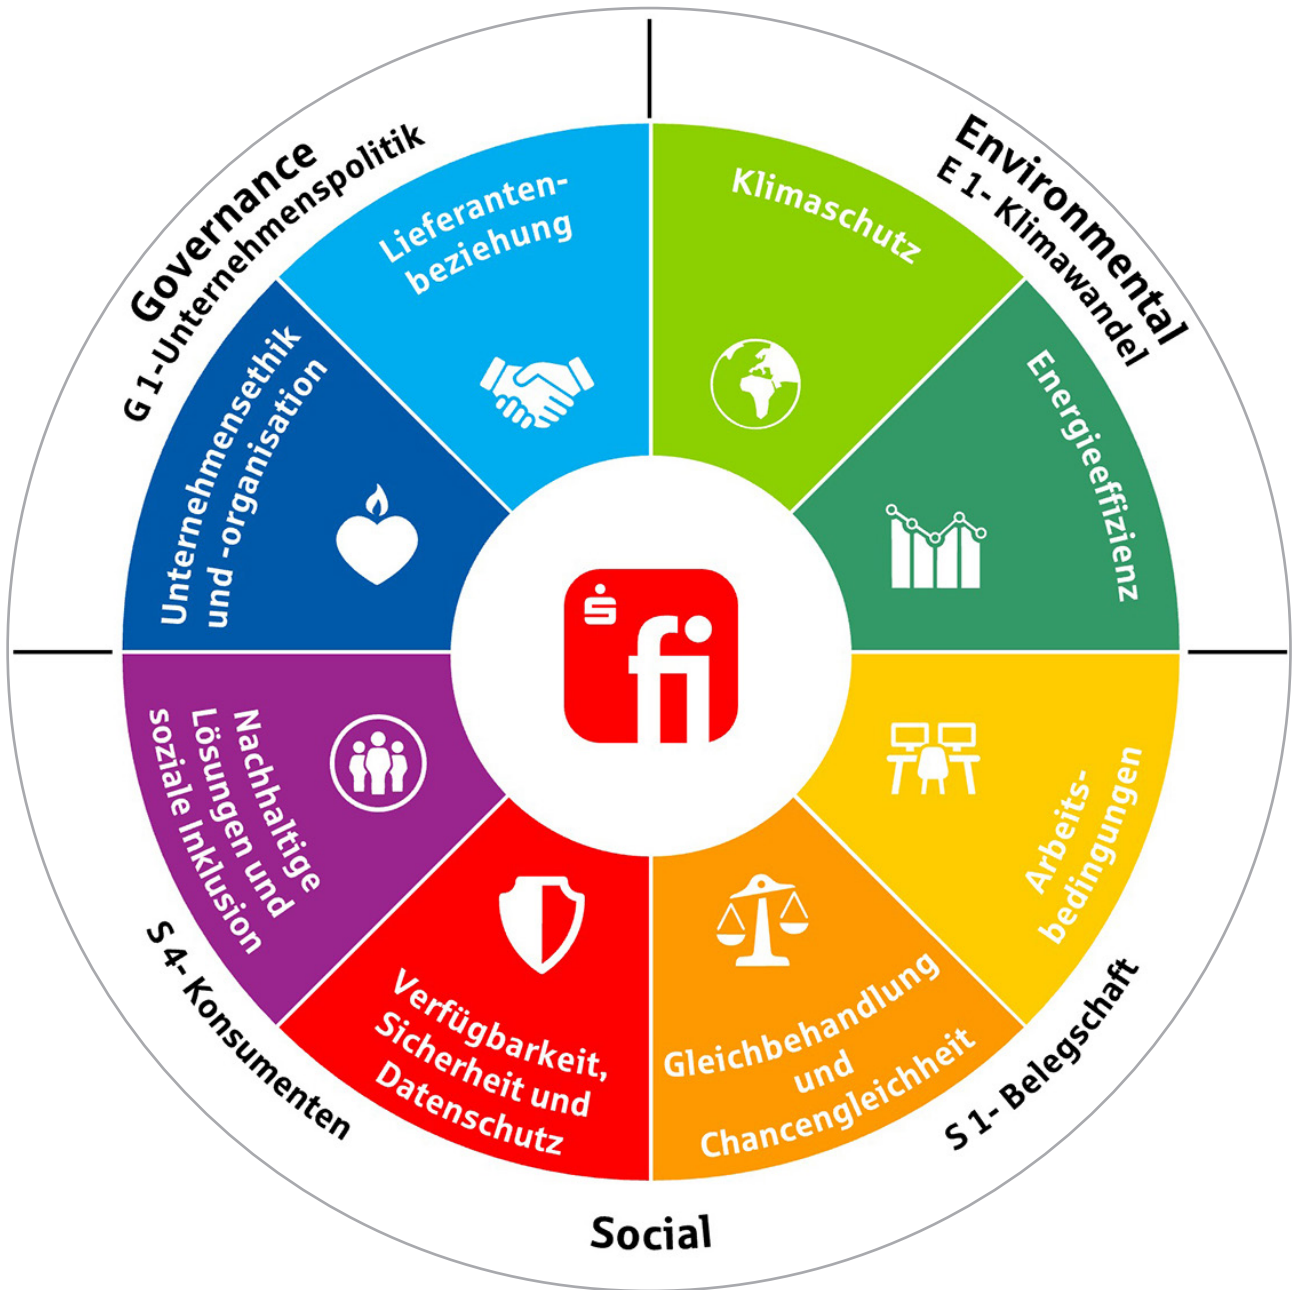 Governance
G 1-Unternehmenspolitik
Environmental
E 1- Klimawandel
Lieferanten-
beziehung
Klimaschutz
Unternehmensethik
und -organisation
Energieeffizienz
S fi
Nachhaltige
Lösungen und
soziale Inklusion
Arbeits-
bedingungen
Verfügbarkeit,
Sicherheit und
Datenschutz
Gleichbehandlung
und
Chancengleichheit
S 4- Konsumenten
S 1- Belegschaft
Social